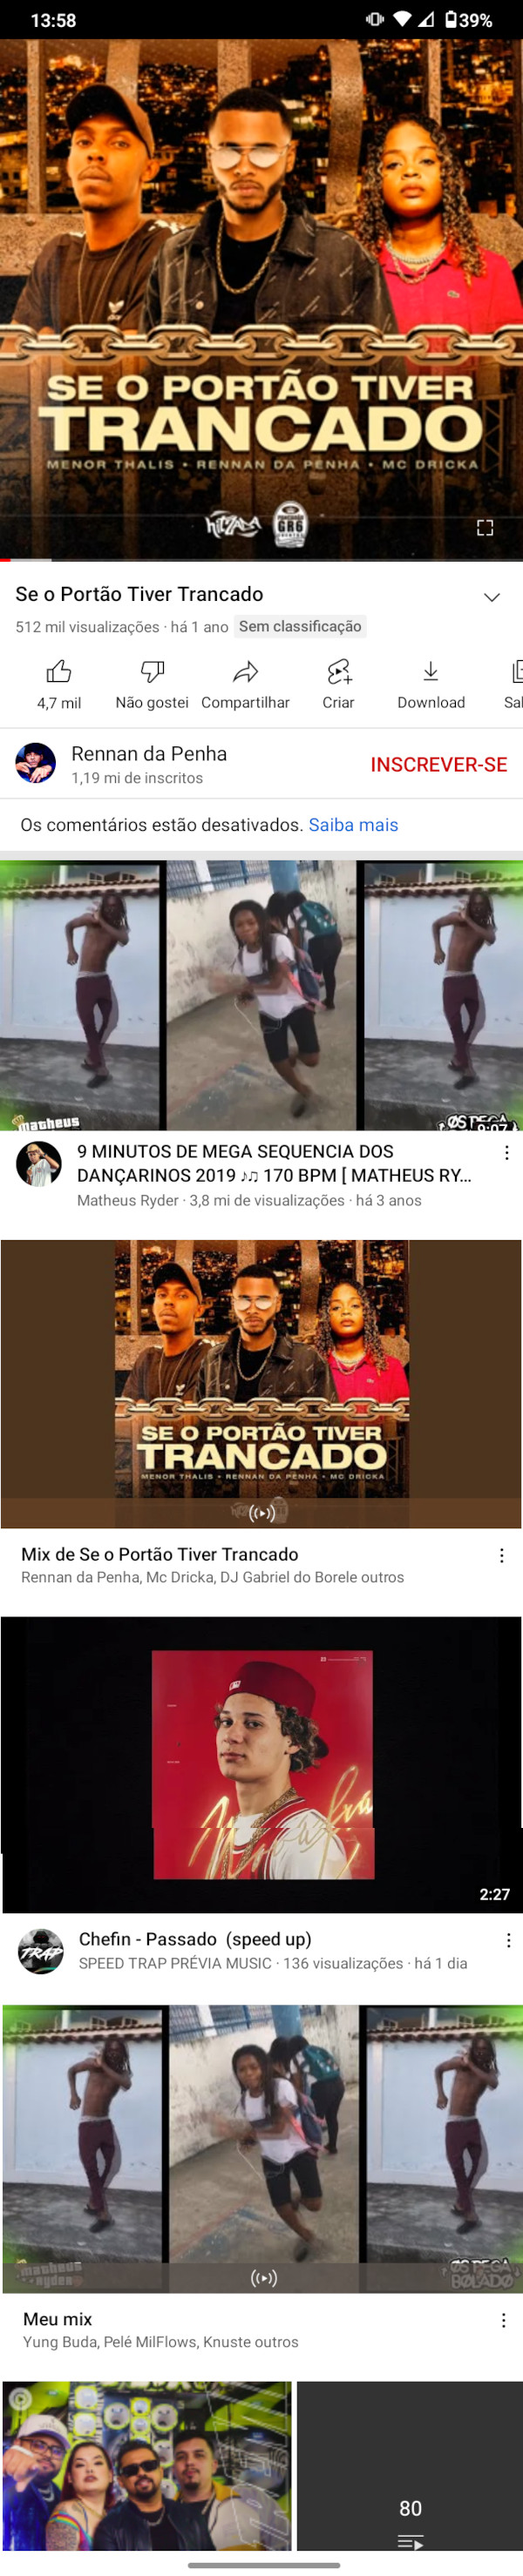 13:58
39%
SE O PORTÃO TIVER
TRANCADO
MENOR THALIS • RENNAN DA PENHA • MC DRICKA
GR6
Se o Portão Tiver Trancado
512 mil visualizações · há 1 ano Sem classificação
4,7 mil Não gostei Compartilhar Criar Download Sal
Rennan da Penha
1,19 mi de inscritos
INSCREVER-SE
Os comentários estão desativados. Saiba mais
matheus
ØS PEGA
9:07
9 MINUTOS DE MEGA SEQUENCIA DOS
DANÇARINOS 2019 ♪♫ 170 BPM [ MATHEUS RY...
Matheus Ryder · 3,8 mi de visualizações · há 3 anos
SE O PORTÃO TIVER
TRANCADO
MENOR THALIS • RENNAN DA PENHA • MC DRICKA
Mix de Se o Portão Tiver Trancado
Rennan da Penha, Mc Dricka, DJ Gabriel do Borele outros
2:27
TRAP
Chefin - Passado (speed up)
SPEED TRAP PRÉVIA MUSIC · 136 visualizações · há 1 dia
matheus
ryder
ØS PEGA
BOLADO
Meu mix
Yung Buda, Pelé MilFlows, Knuste outros
80